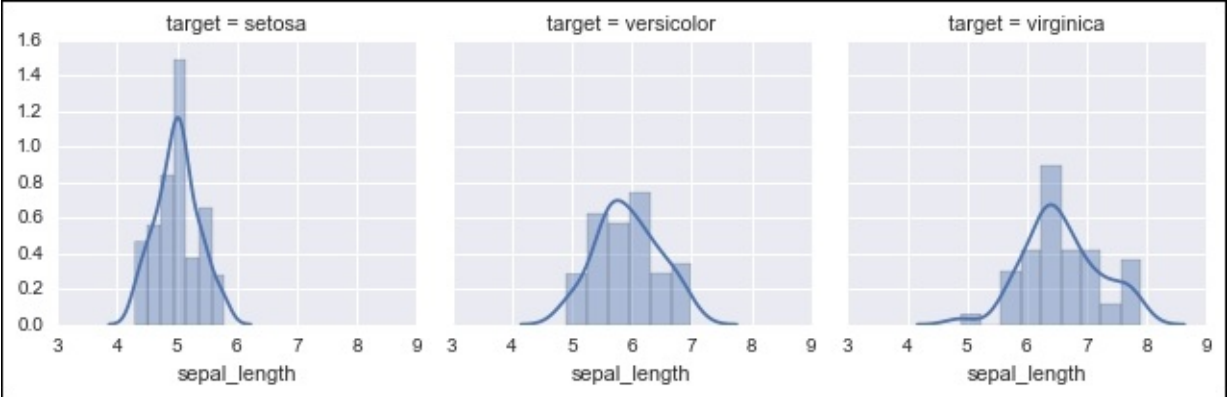 target = setosa
target = versicolor
target = virginica
1.6
1.4
1.2
1.0
0.8
0.6
0.4
0.2
0.0
3 4 5 6 7 8 9
3 4 5 6 7 8 9
3 4 5 6 7 8 9
sepal_length
sepal_length
sepal_length